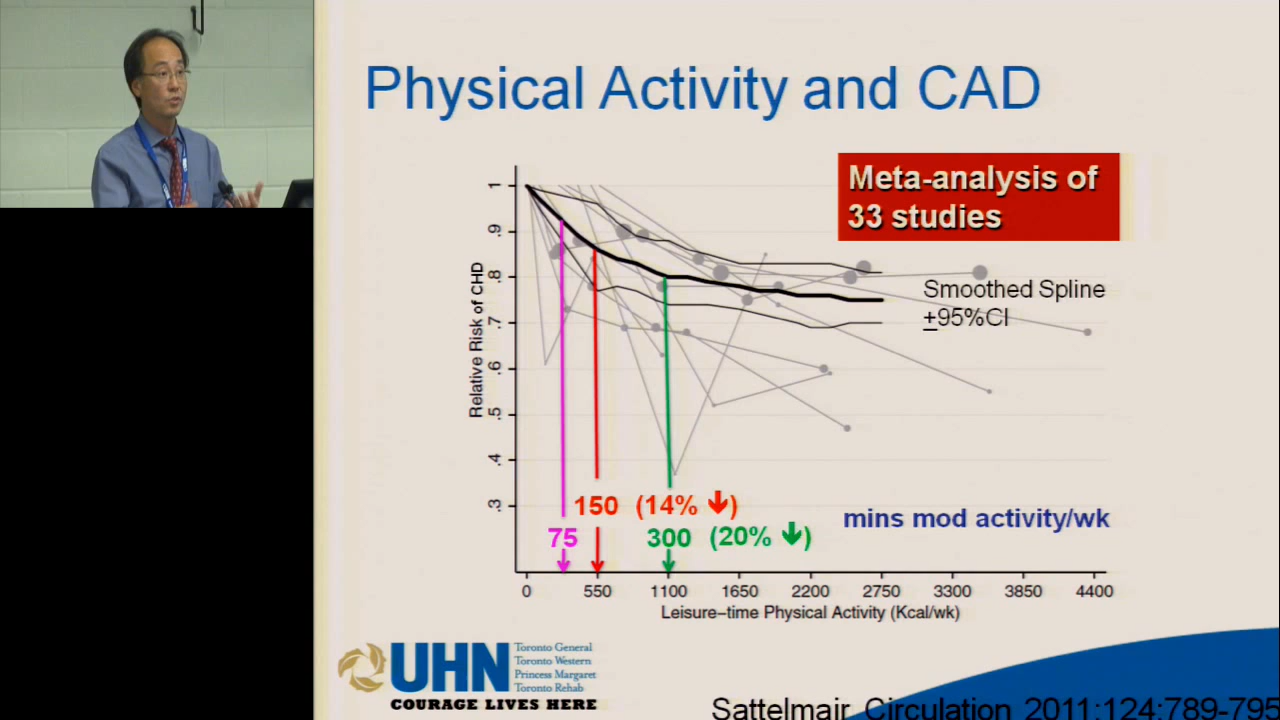 Physical Activity and CAD
Meta-analysis of
33 studies
Relative Risk of CHD
1
.9
.8
.7
.6
.5
.4
.3
Smoothed Spline
+95%CI
150 (14% ↓)
75
300 (20% ↓)
mins mod activity/wk
0 550 1100 1650 2200 2750 3300 3850 4400
Leisure–time Physical Activity (Kcal/wk)
UHN
Toronto General
Toronto Western
Princess Margaret
Toronto Rehab
COURAGE LIVES HERE
Sattelmair Circulation 2011;124:789-795